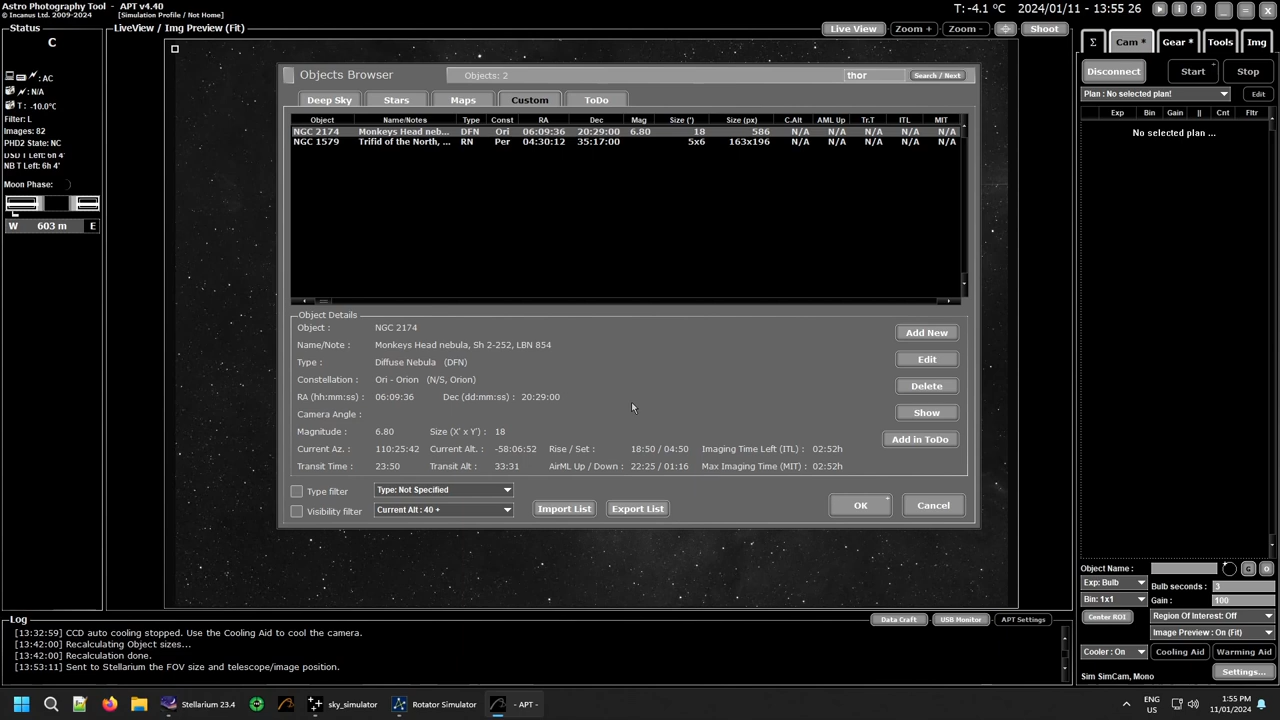 Astro Photography Tool - APT v4.40
© Incanus Ltd. 2009-2024
[Simulation Profile / Not Home]
T: -4.1 °C 2024/01/11 - 13:55 26
Status
C
: AC
: N/A
T : -10.0°C
Filter: L
Images: 82
PHD2 State: NC
DSD T Left: 6h 4'
NB T Left: 6h 4'
Moon Phase:
W 603 m E
LiveView / Img Preview (Fit)
Live View Zoom + Zoom - Shoot
Objects Browser
Objects: 2
thor
Search / Next
Deep Sky Stars Maps Custom ToDo
Object Name/Notes Type Const RA Dec Mag Size (') Size (px) C.Alt AML Up Tr.T ITL MIT
NGC 2174 Monkeys Head neb... DFN Ori 06:09:36 20:29:00 6.80 18 586 N/A N/A N/A N/A N/A
NGC 1579 Trifid of the North, ... RN Per 04:30:12 35:17:00 5x6 163x196 N/A N/A N/A N/A N/A
Object Details
Object : NGC 2174
Name/Note : Monkeys Head nebula, Sh 2-252, LBN 854
Type : Diffuse Nebula (DFN)
Constellation : Ori - Orion (N/S, Orion)
RA (hh:mm:ss) : 06:09:36 Dec (dd:mm:ss) : 20:29:00
Camera Angle :
Magnitude : 6.80 Size (X' x Y') : 18
Current Az. : 110:25:42 Current Alt. : -58:06:52 Rise / Set : 18:50 / 04:50 Imaging Time Left (ITL) : 02:52h
Transit Time : 23:50 Transit Alt : 33:31 AirML Up / Down : 22:25 / 01:16 Max Imaging Time (MIT) : 02:52h
Add New
Edit
Delete
Show
Add in ToDo
Type filter Type: Not Specified
Visibility filter Current Alt : 40 +
Import List Export List
OK Cancel
Σ Cam * Gear * Tools Img
Disconnect Start Stop
Plan : No selected plan! Edit
Exp Bin Gain || Cnt Fltr
No selected plan ...
Object Name : G O
Exp: Bulb Bulb seconds : 3
Bin: 1x1 Gain : 100
Center ROI Region Of Interest: Off
Image Preview : On (Fit)
Cooler : On Cooling Aid Warming Aid
Sim SimCam, Mono Settings...
Log
Data Craft USB Monitor APT Settings
[13:32:59] CCD auto cooling stopped. Use the Cooling Aid to cool the camera.
[13:42:00] Recalculating Object sizes...
[13:42:00] Recalculation done.
[13:53:11] Sent to Stellarium the FOV size and telescope/image position.
Stellarium 23.4 sky_simulator Rotator Simulator - APT -
ENG
US
1:55 PM
11/01/2024